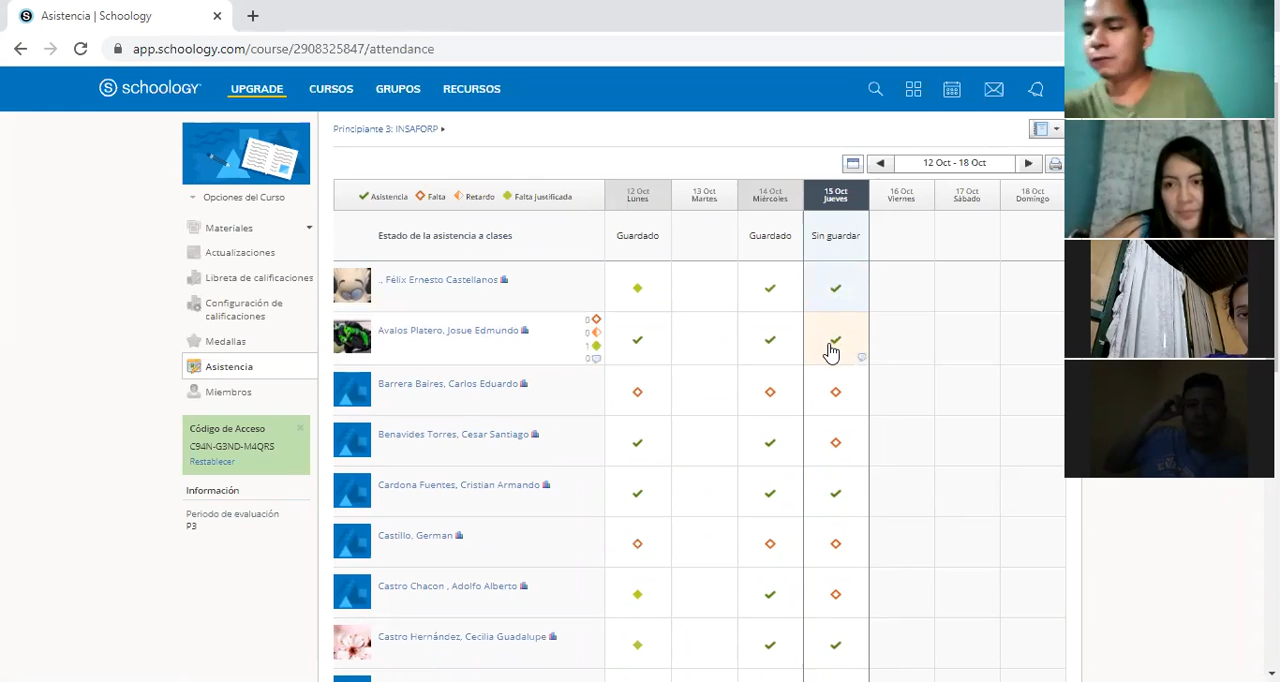 Asistencia | Schoology
app.schoology.com/course/2908325847/attendance
S schoology UPGRADE CURSOS GRUPOS RECURSOS
Principiante 3: INSAFORP
12 Oct - 18 Oct
Asistencia Falta Retardo Falta justificada
12 Oct Lunes
13 Oct Martes
14 Oct Miércoles
15 Oct Jueves
16 Oct Viernes
17 Oct Sábado
18 Oct Domingo
Estado de la asistencia a clases Guardado Guardado Sin guardar
., Félix Ernesto Castellanos
Avalos Platero, Josue Edmundo
0
0
1
0
Barrera Baires, Carlos Eduardo
Benavides Torres, Cesar Santiago
Cardona Fuentes, Cristian Armando
Castillo, German
Castro Chacon , Adolfo Alberto
Castro Hernández, Cecilia Guadalupe
Opciones del Curso
Materiales
Actualizaciones
Libreta de calificaciones
Configuración de
calificaciones
Medallas
Asistencia
Miembros
Código de Acceso
C94N-G3ND-M4QRS
Restablecer
Información
Periodo de evaluación
P3